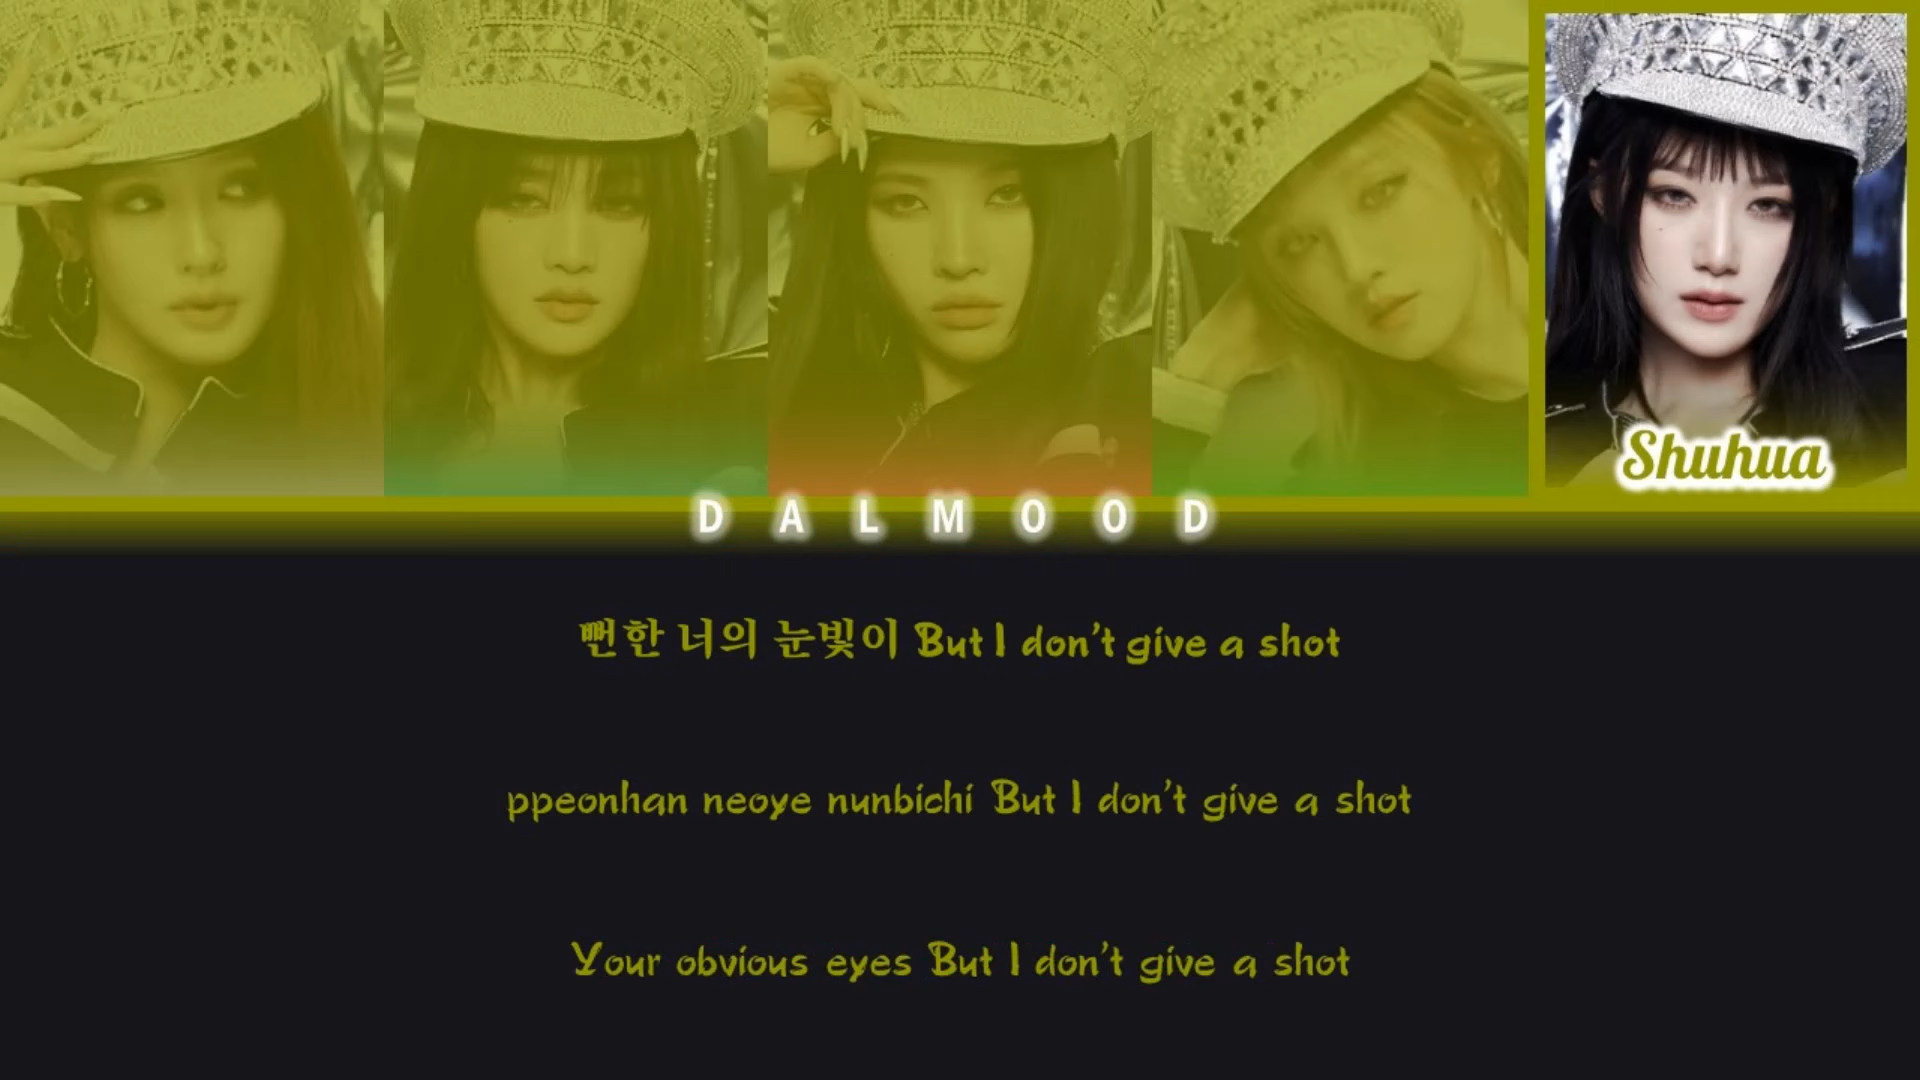 Shuhua
DALMOOD
뻔한 너의 눈빛이 But I don't give a shot
ppeonhan neoye nunbichi But I don't give a shot
Your obvious eyes But I don't give a shot